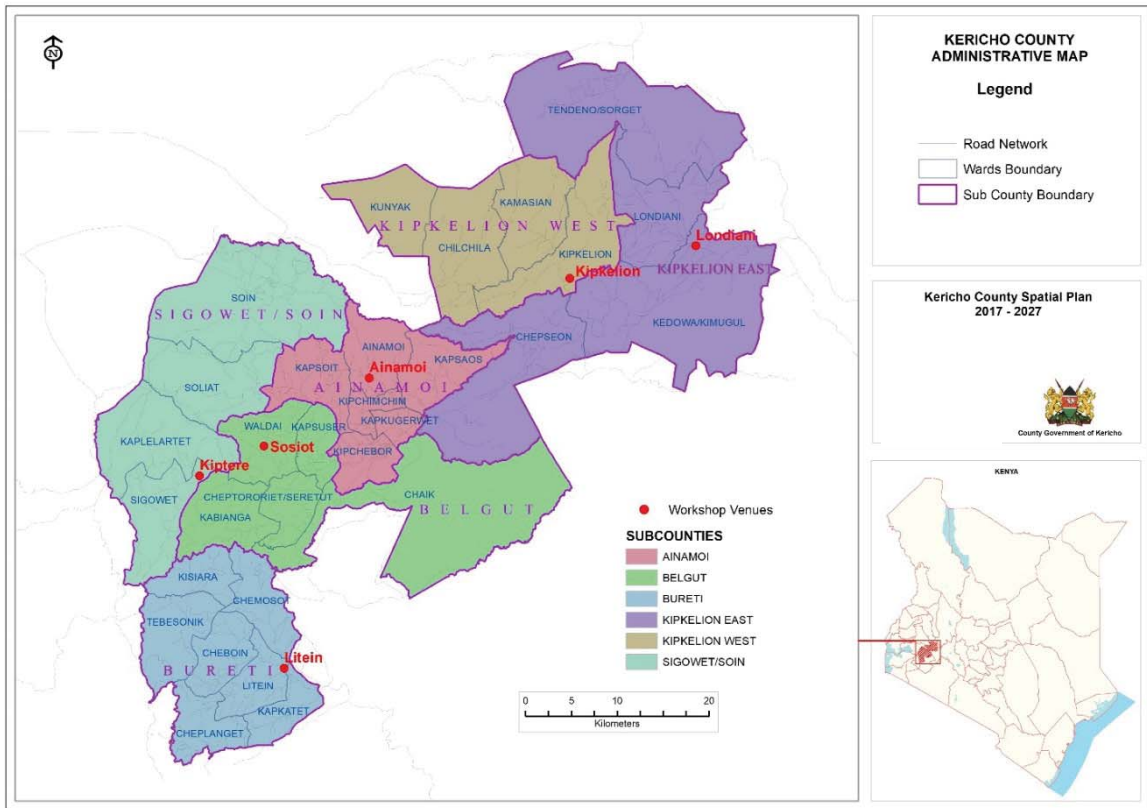 N
TENDENO/SORGET
KUNYAK
KAMASIAN
KIPKELION WEST
CHILCHILA
KIPKELION
Kipkelion
LONDIANI
Londiani
KIPKELION EAST
KEDOWA/KIMUGUL
CHEPSEON
SOIN
SIGOWET/SOIN
SOLIAT
KAPLELARTET
Kiptere
SIGOWET
AINAMOI
KAPSOIT
KAPSAOS
Ainamoi
AINAMOI
KIPCHIMCHIM
KAPKUGERWET
KIPCHEBOR
WALDAI
KAPSUSER
Sosiot
CHEPTORORIET/SERETUT
KABIANGA
CHAIK
BELGUT
KISIARA
CHEMOSOT
TEBESONIK
CHEBOIN
BURETI
Litein
LITEIN
KAPKATET
CHEPLANGET
Workshop Venues
SUBCOUNTIES
AINAMOI
BELGUT
BURETI
KIPKELION EAST
KIPKELION WEST
SIGOWET/SOIN
0 5 10 20
Kilometers
KERICHO COUNTY
ADMINISTRATIVE MAP
Legend
Road Network
Wards Boundary
Sub County Boundary
Kericho County Spatial Plan
2017 - 2027
County Government of Kericho
KENYA